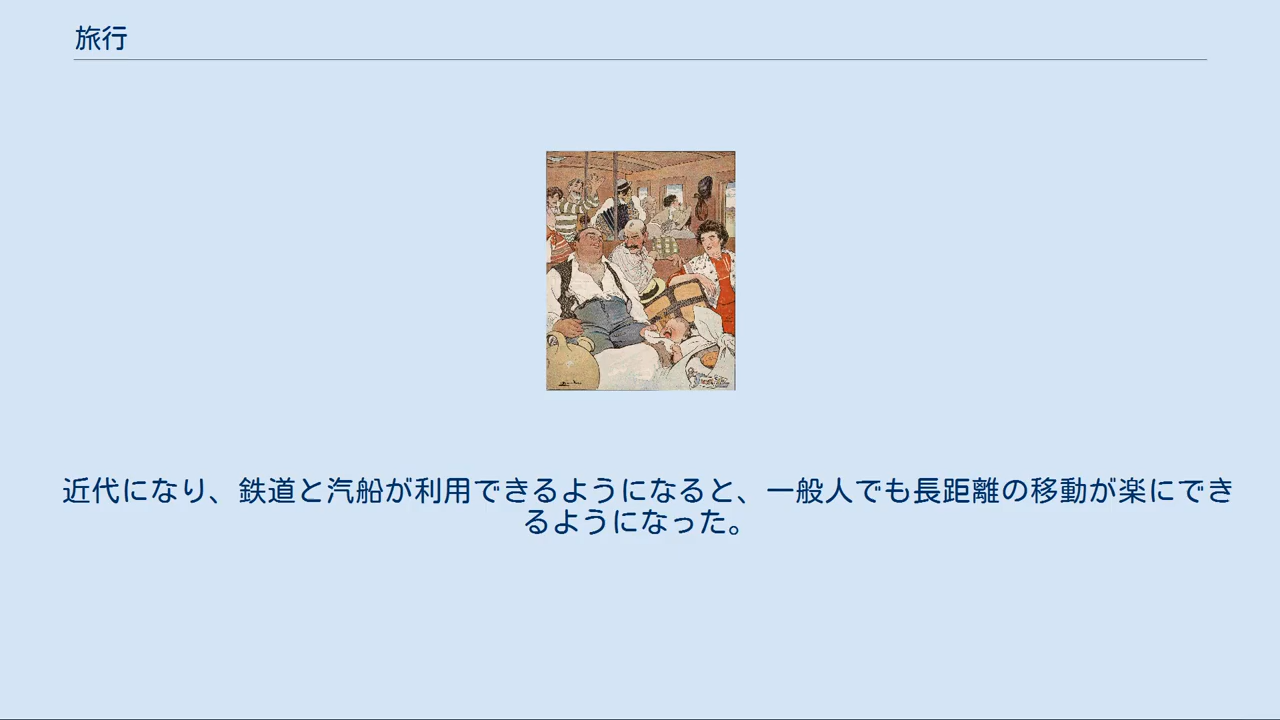 旅行
近代になり、鉄道と汽船が利用できるようになると、一般人でも長距離の移動が楽にでき
るようになった。